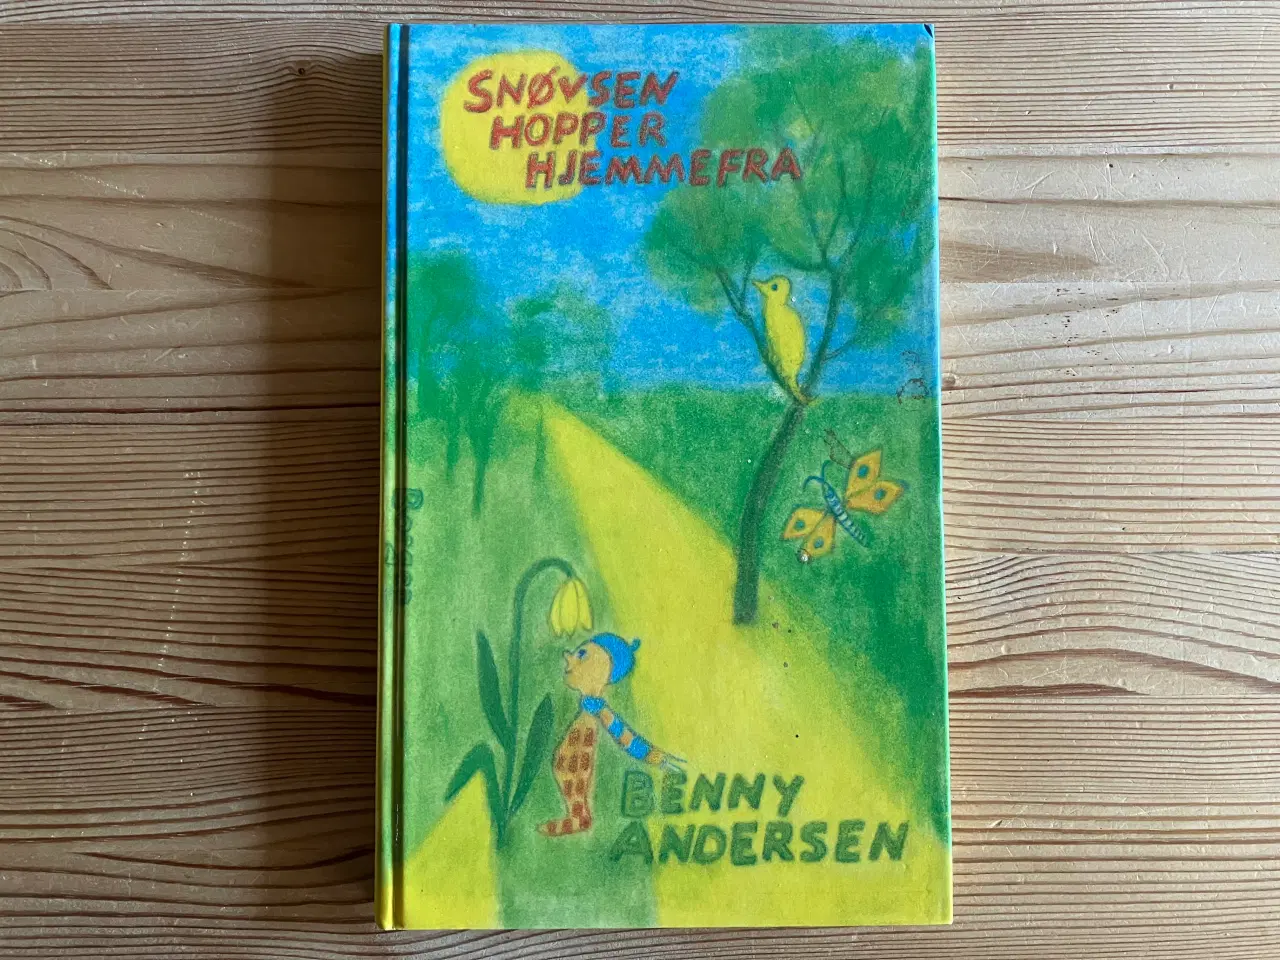 SNØVSEN
HOPPER
HJEMMEFRA
BENNY
ANDERSEN